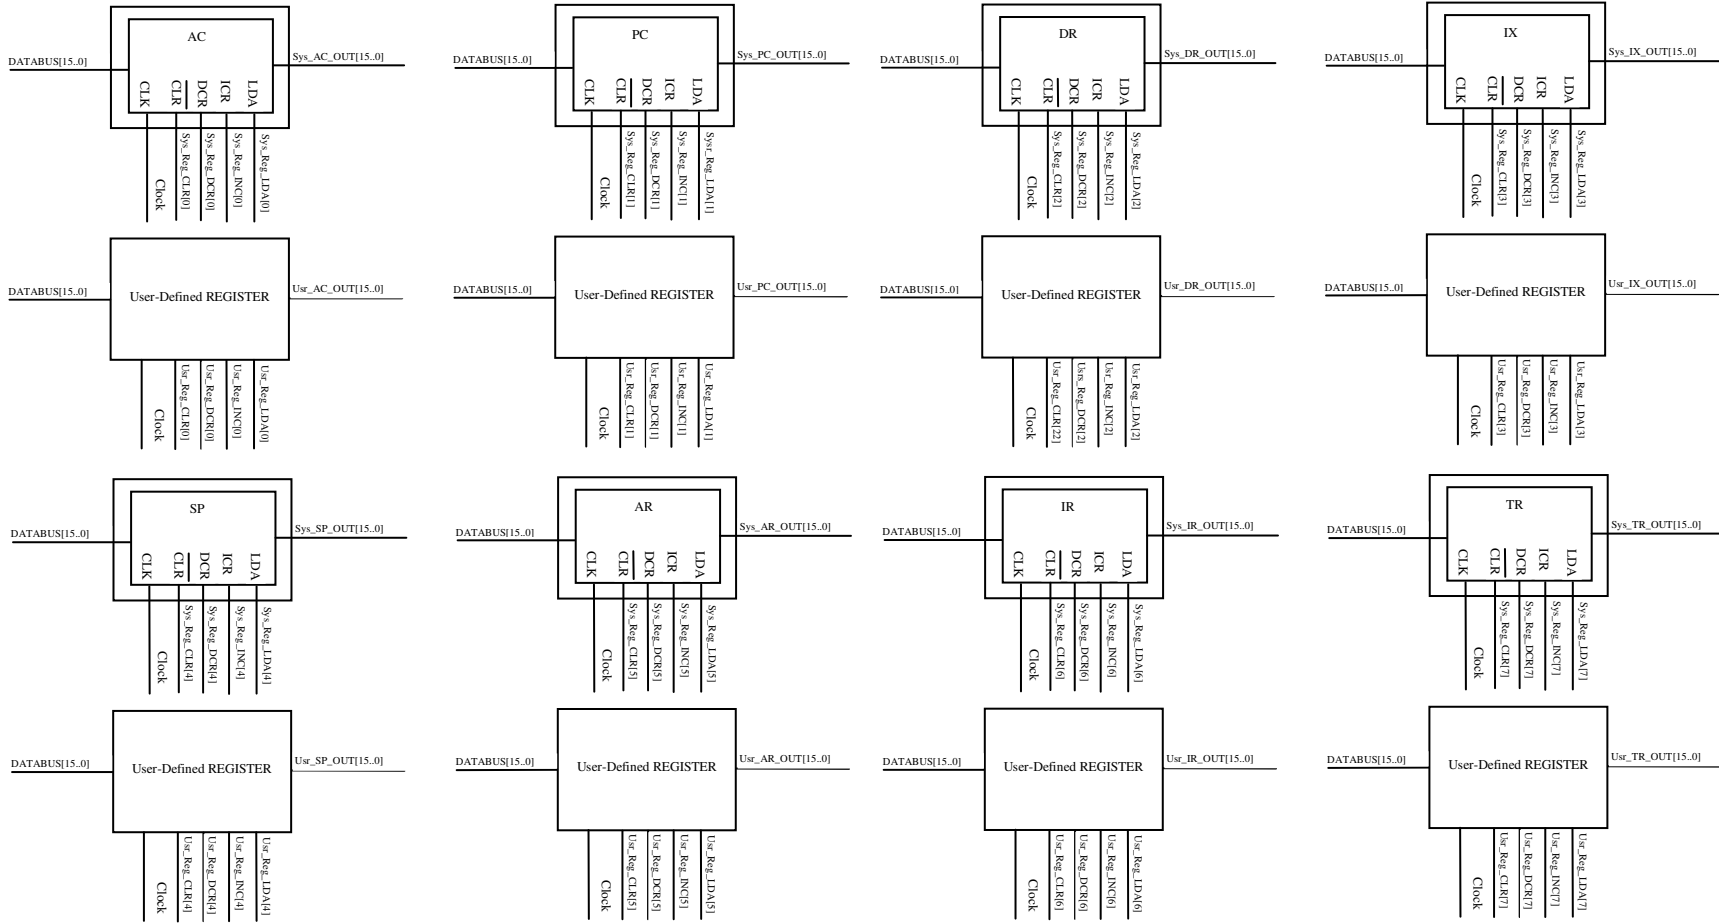 AC
DATABUS[15..0]
Sys_AC_OUT[15..0]
CLK
CLR
DCR
ICR
LDA
Clock
Sys_Reg_CLR[0]
Sys_Reg_DCR[0]
Sys_Reg_INC[0]
Sys_Reg_LDA[0]
PC
DATABUS[15..0]
Sys_PC_OUT[15..0]
CLK
CLR
DCR
ICR
LDA
Clock
Sys_Reg_CLR[1]
Sys_Reg_DCR[1]
Sys_Reg_INC[1]
Sysr_Reg_LDA[1]
DR
DATABUS[15..0]
Sys_DR_OUT[15..0]
CLK
CLR
DCR
ICR
LDA
Clock
Sys_Reg_CLR[2]
Sys_Reg_DCR[2]
Sys_Reg_INC[2]
Sys_Reg_LDA[2]
IX
DATABUS[15..0]
Sys_IX_OUT[15..0]
CLK
CLR
DCR
ICR
LDA
Clock
Sys_Reg_CLR[3]
Sys_Reg_DCR[3]
Sys_Reg_INC[3]
Sys_Reg_LDA[3]
DATABUS[15..0]
User-Defined REGISTER
Usr_AC_OUT[15..0]
Clock
Usr_Reg_CLR[0]
Usr_Reg_DCR[0]
Usr_Reg_INC[0]
Usr_Reg_LDA[0]
DATABUS[15..0]
User-Defined REGISTER
Usr_PC_OUT[15..0]
Clock
Usr_Reg_CLR[1]
Usr_Reg_DCR[1]
Usr_Reg_INC[1]
Usr_Reg_LDA[1]
DATABUS[15..0]
User-Defined REGISTER
Usr_DR_OUT[15..0]
Clock
Usr_Reg_CLR[22]
Usrs_Reg_DCR[2]
Usr_Reg_INC[2]
Usr_Reg_LDA[2]
DATABUS[15..0]
User-Defined REGISTER
Usr_IX_OUT[15..0]
Clock
Usr_Reg_CLR[3]
Usr_Reg_DCR[3]
Usr_Reg_INC[3]
Usr_Reg_LDA[3]
SP
DATABUS[15..0]
Sys_SP_OUT[15..0]
CLK
CLR
DCR
ICR
LDA
Clock
Sys_Reg_CLR[4]
Sys_Reg_DCR[4]
Sys_Reg_INC[4]
Sys_Reg_LDA[4]
AR
DATABUS[15..0]
Sys_AR_OUT[15..0]
CLK
CLR
DCR
ICR
LDA
Clock
Sys_Reg_CLR[5]
Sys_Reg_DCR[5]
Sys_Reg_INC[5]
Sys_Reg_LDA[5]
IR
DATABUS[15..0]
Sys_IR_OUT[15..0]
CLK
CLR
DCR
ICR
LDA
Clock
Sys_Reg_CLR[6]
Sys_Reg_DCR[6]
Sys_Reg_INC[6]
Sys_Reg_LDA[6]
TR
DATABUS[15..0]
Sys_TR_OUT[15..0]
CLK
CLR
DCR
ICR
LDA
Clock
Sys_Reg_CLR[7]
Sys_Reg_DCR[7]
Sys_Reg_INC[7]
Sys_Reg_LDA[7]
DATABUS[15..0]
User-Defined REGISTER
Usr_SP_OUT[15..0]
Clock
Usr_Reg_CLR[4]
Usr_Reg_DCR[4]
Usr_Reg_INC[4]
Usr_Reg_LDA[4]
DATABUS[15..0]
User-Defined REGISTER
Usr_AR_OUT[15..0]
Clock
Usr_Reg_CLR[5]
Usr_Reg_DCR[5]
Usr_Reg_INC[5]
Usr_Reg_LDA[5]
DATABUS[15..0]
User-Defined REGISTER
Usr_IR_OUT[15..0]
Clock
Usr_Reg_CLR[6]
Usr_Reg_DCR[6]
Usr_Reg_INC[6]
Usr_Reg_LDA[6]
DATABUS[15..0]
User-Defined REGISTER
Usr_TR_OUT[15..0]
Clock
Usr_Reg_CLR[7]
Usr_Reg_DCR[7]
Usr_Reg_INC[7]
Usr_Reg_LDA[7]